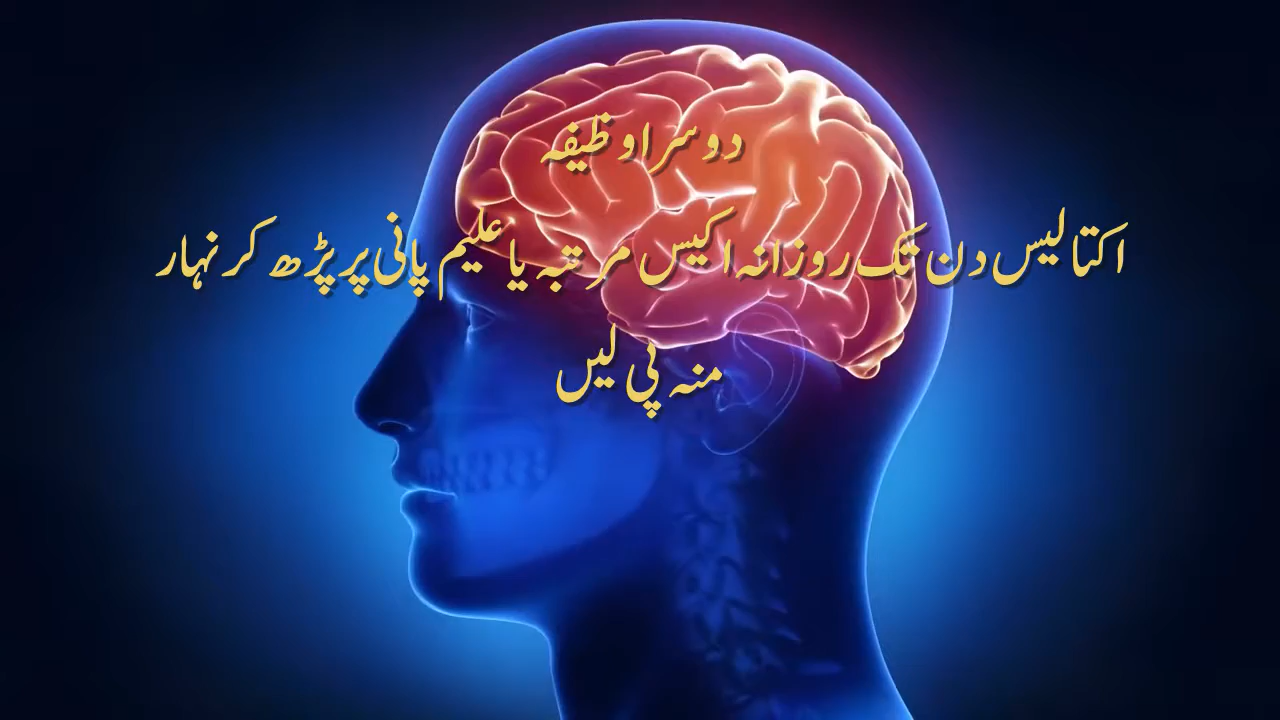 دوسرا وظیفہ
اکتالیس دن تک روزانہ اکیس مرتبہ یا علیم پانی پر پڑھ کر نہار
منہ پی لیں